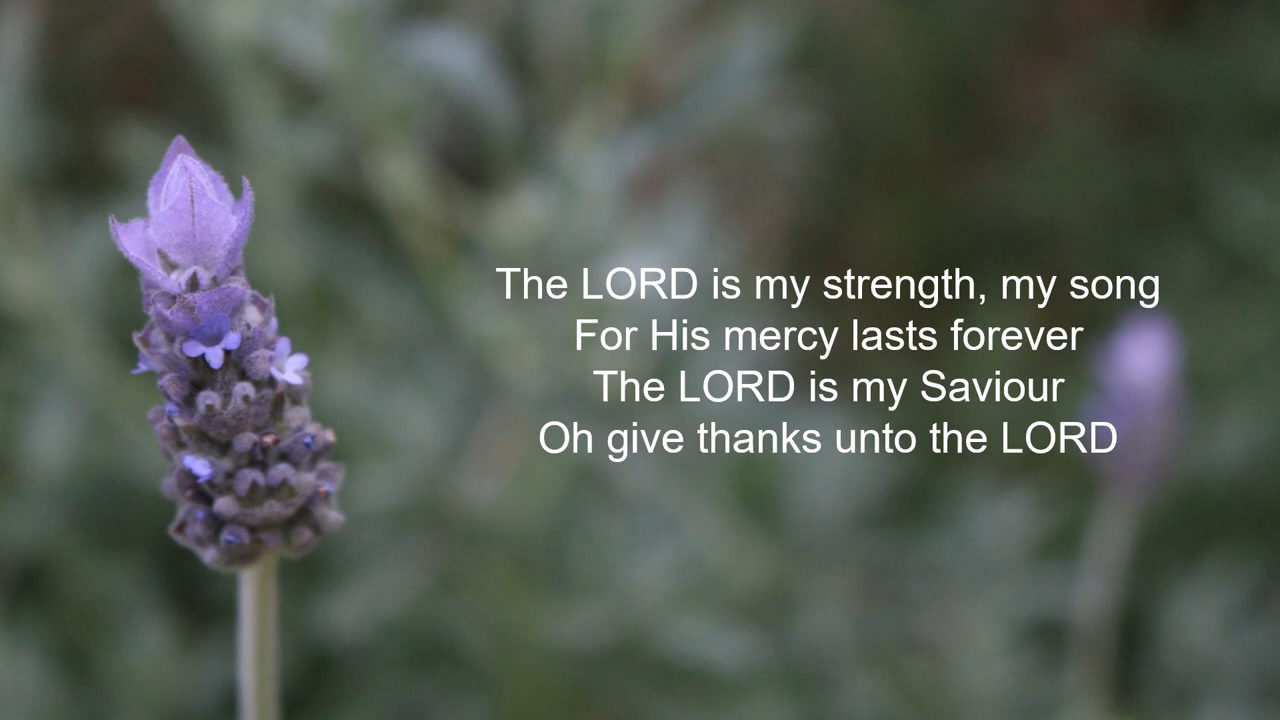 The LORD is my strength, my song
For His mercy lasts forever
The LORD is my Saviour
Oh give thanks unto the LORD